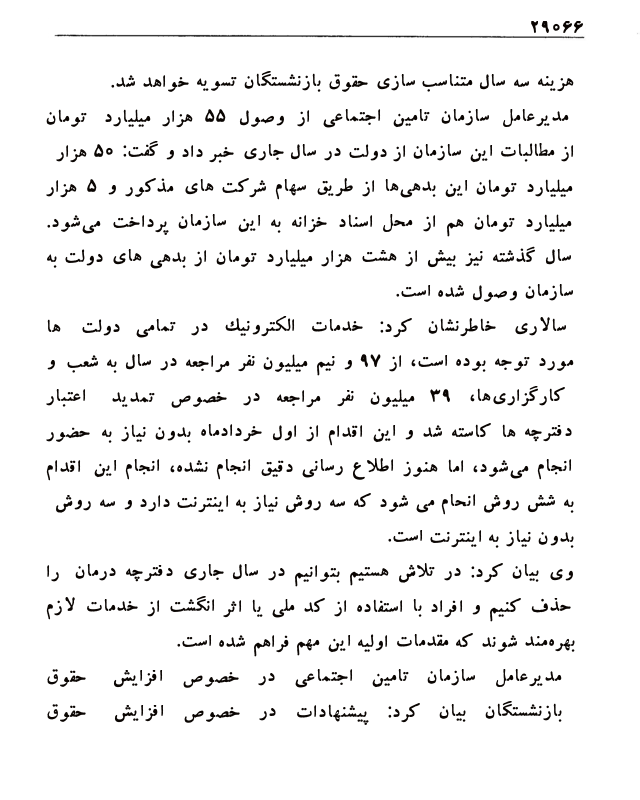 ۲۹۰۶۶
هزینه سه سال متناسب سازی حقوق بازنشستگان تسویه خواهد شد.
مدیرعامل سازمان تامین اجتماعی از وصول ۵۵ هزار میلیارد تومان
از مطالبات این سازمان از دولت در سال جاری خبر داد و گفت: ۵۰ هزار
میلیارد تومان این بدهی‌ها از طریق سهام شرکت های مذکور و ۵ هزار
میلیارد تومان هم از محل اسناد خزانه به این سازمان پرداخت می‌شود.
سال گذشته نیز بیش از هشت هزار میلیارد تومان از بدهی های دولت به
سازمان وصول شده است.
سالاری خاطرنشان کرد: خدمات الکترونیك در تمامی دولت ها
مورد توجه بوده است، از ۹۷ و نیم میلیون نفر مراجعه در سال به شعب و
کارگزاری‌ها، ۳۹ میلیون نفر مراجعه در خصوص تمدید اعتبار
دفترچه ها کاسته شد و این اقدام از اول خردادماه بدون نیاز به حضور
انجام می‌شود، اما هنوز اطلاع رسانی دقیق انجام نشده، انجام این اقدام
به شش روش انحام می شود که سه روش نیاز به اینترنت دارد و سه روش
بدون نیاز به اینترنت است.
وی بیان کرد: در تلاش هستیم بتوانیم در سال جاری دفترچه درمان را
حذف کنیم و افراد با استفاده از کد ملی یا اثر انگشت از خدمات لازم
بهره‌مند شوند که مقدمات اولیه این مهم فراهم شده است.
مدیرعامل سازمان تامین اجتماعی در خصوص افزایش حقوق
بازنشستگان بیان کرد: پیشنهادات در خصوص افزایش حقوق